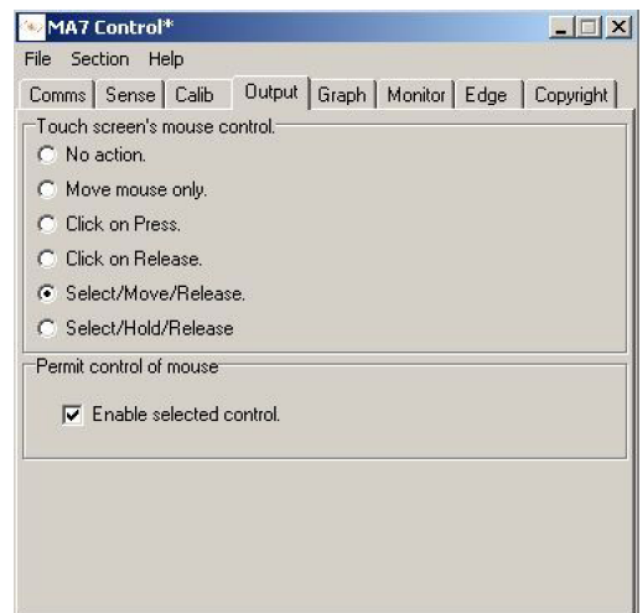 MA7 Control*
File Section Help
Comms Sense Calib Output Graph Monitor Edge Copyright
Touch screen's mouse control.
No action.
Move mouse only.
Click on Press.
Click on Release.
Select/Move/Release.
Select/Hold/Release
Permit control of mouse
Enable selected control.